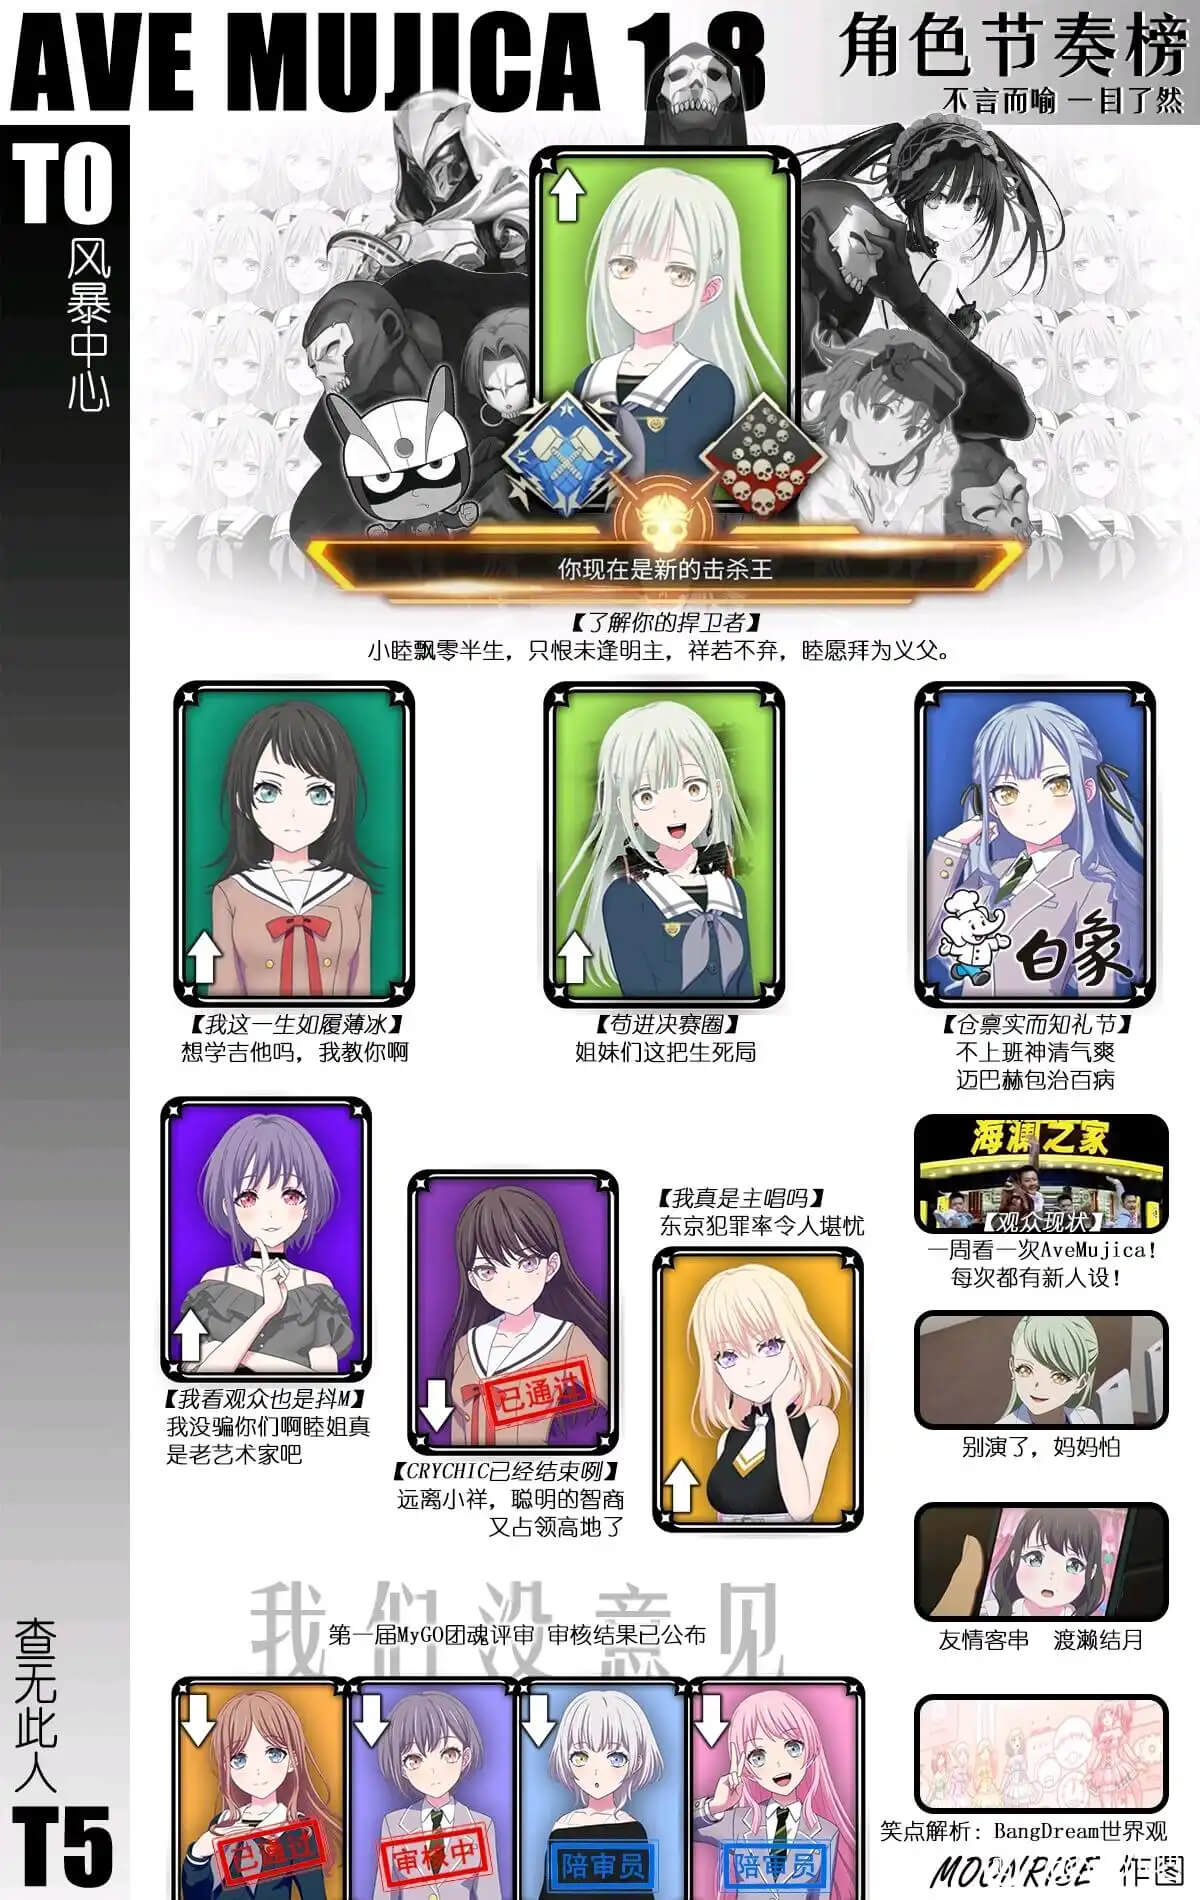 AVE MUJICA 1 8
角色节奏榜
不言而喻 一目了然
T0
风暴中心
你现在是新的击杀王
【了解你的捍卫者】
小睦飘零半生，只恨未逢明主，祥若不弃，睦愿拜为义父。
白象
【我这一生如履薄冰】
想学吉他吗，我教你啊
【苟进决赛圈】
姐妹们这把生死局
【仓禀实而知礼节】
不上班神清气爽
迈巴赫包治百病
海澜之家
【观众现状】
一周看一次AveMujica！
每次都有新人设！
【我真是主唱吗】
东京犯罪率令人堪忧
已通过
【我看观众也是抖M】
我没骗你们啊睦姐真
是老艺术家吧
【CRYCHIC已经结束咧】
远离小祥，聪明的智商
又占领高地了
别演了，妈妈怕
友情客串 渡濑结月
我们没意见
第一届MyGO团魂评审 审核结果已公布
已通过
审核中
陪审员
陪审员
笑点解析：BangDream世界观
查无此人
T5
作图